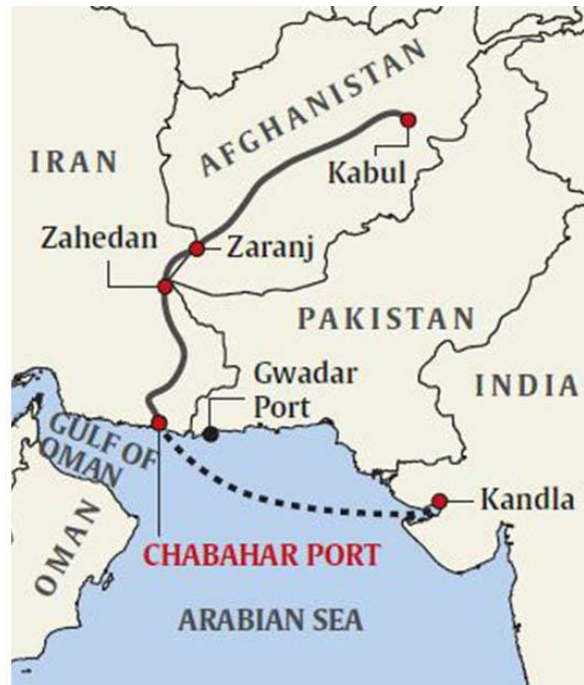 AFGHANISTAN
IRAN
Kabul
Zahedan
Zaranj
PAKISTAN
INDIA
Gwadar
Port
GULF OF
OMAN
Kandla
OMAN
CHABAHAR PORT
ARABIAN SEA